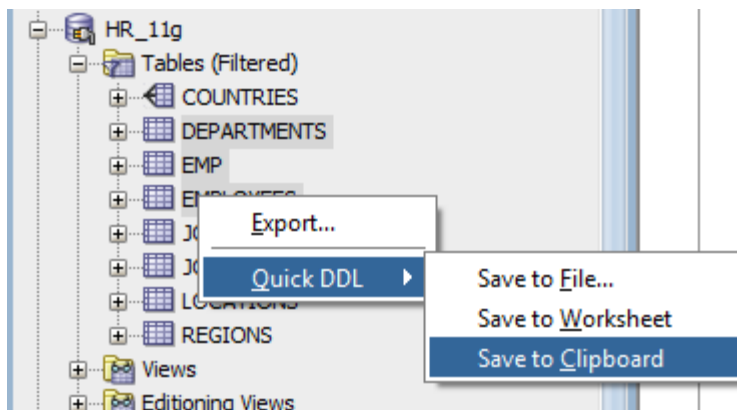 HR_11g
Tables (Filtered)
COUNTRIES
DEPARTMENTS
EMP
EMPLOYEES
Export...
Quick DDL
Save to File...
Save to Worksheet
Save to Clipboard
LOCATIONS
REGIONS
Views
Editioning Views